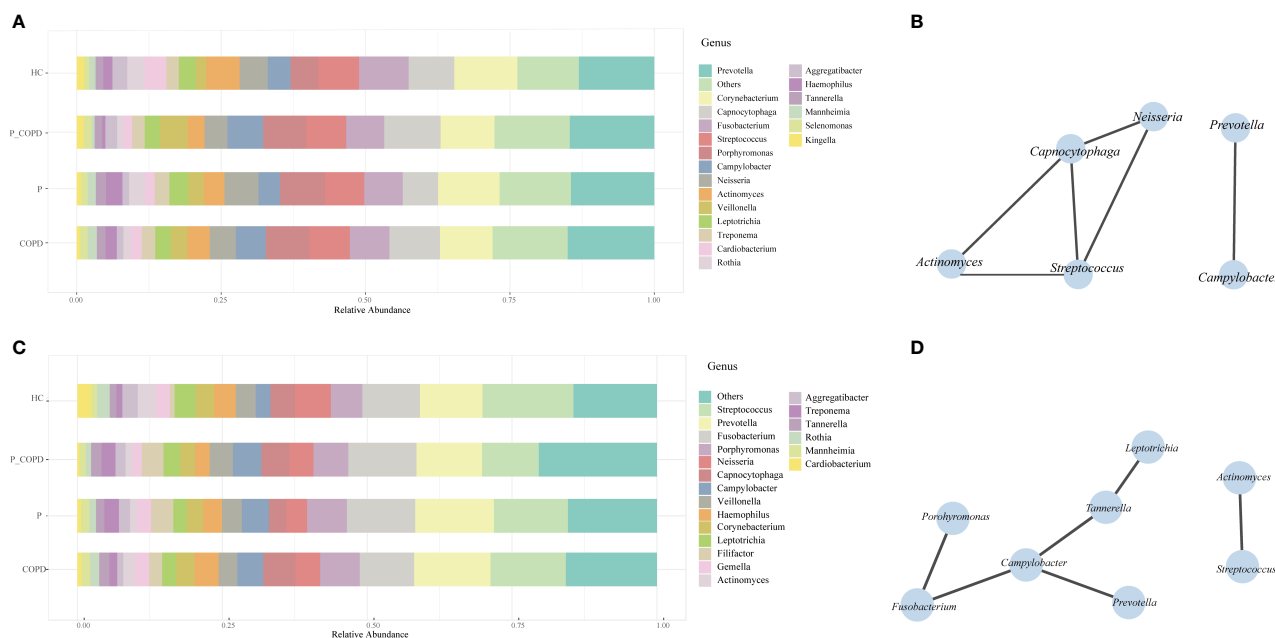 A
HC
P_COPD
P
COPD
0.00
0.25
0.50
0.75
1.00
Relative Abundance
Genus
Prevotella
Others
Corynebacterium
Capnocytophaga
Fusobacterium
Streptococcus
Porphyromonas
Campylobacter
Neisseria
Actinomyces
Veillonella
Leptotrichia
Treponema
Cardiobacterium
Rothia
Aggregatibacter
Haemophilus
Tannerella
Mannheimia
Selenomonas
Kingella
B
Neisseria
Prevotella
Capnocytophaga
Actinomyces
Streptococcus
Campylobacte
C
HC
P_COPD
P
COPD
0.00
0.25
0.50
0.75
1.00
Relative Abundance
Genus
Others
Streptococcus
Prevotella
Fusobacterium
Porphyromonas
Neisseria
Capnocytophaga
Campylobacter
Veillonella
Haemophilus
Corynebacterium
Leptotrichia
Filifactor
Gemella
Actinomyces
Aggregatibacter
Treponema
Tannerella
Rothia
Mannheimia
Cardiobacterium
D
Leptotrichia
Actinomyces
Tannerella
Porohyromonas
Campylobacter
Streptococcus
Fusobacterium
Prevotella